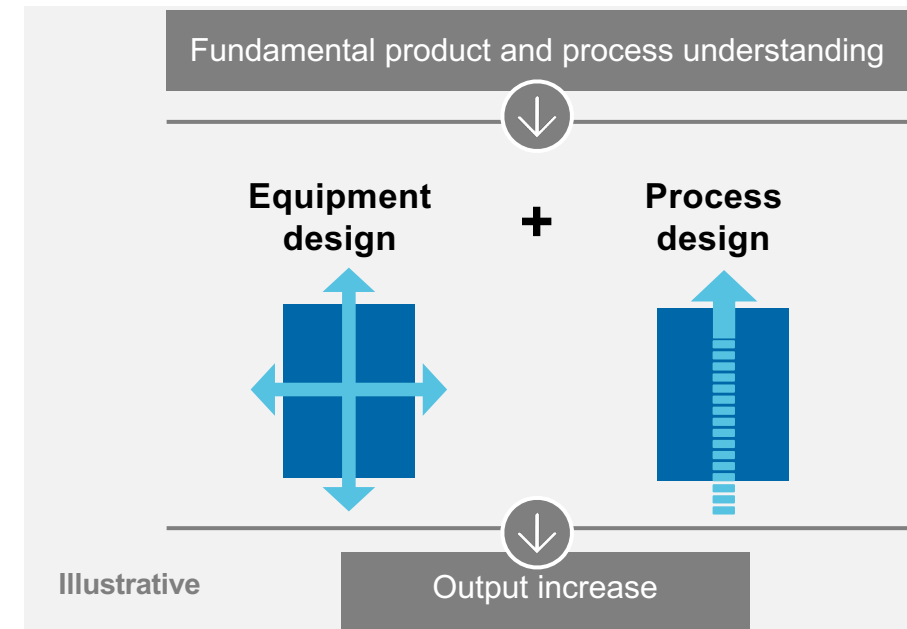 Fundamental product and process understanding
Equipment
design
+
Process
design
Illustrative
Output increase